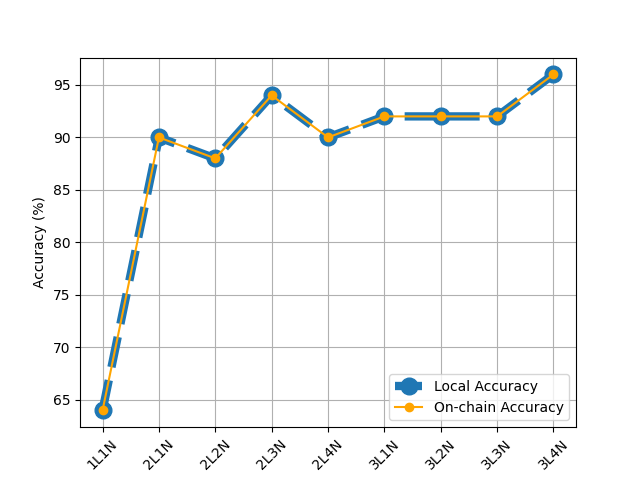 95
90
85
80
75
70
65
Accuracy (%)
Local Accuracy
On-chain Accuracy
1L1N
2L1N
2L2N
2L3N
2L4N
3L1N
3L2N
3L3N
3L4N